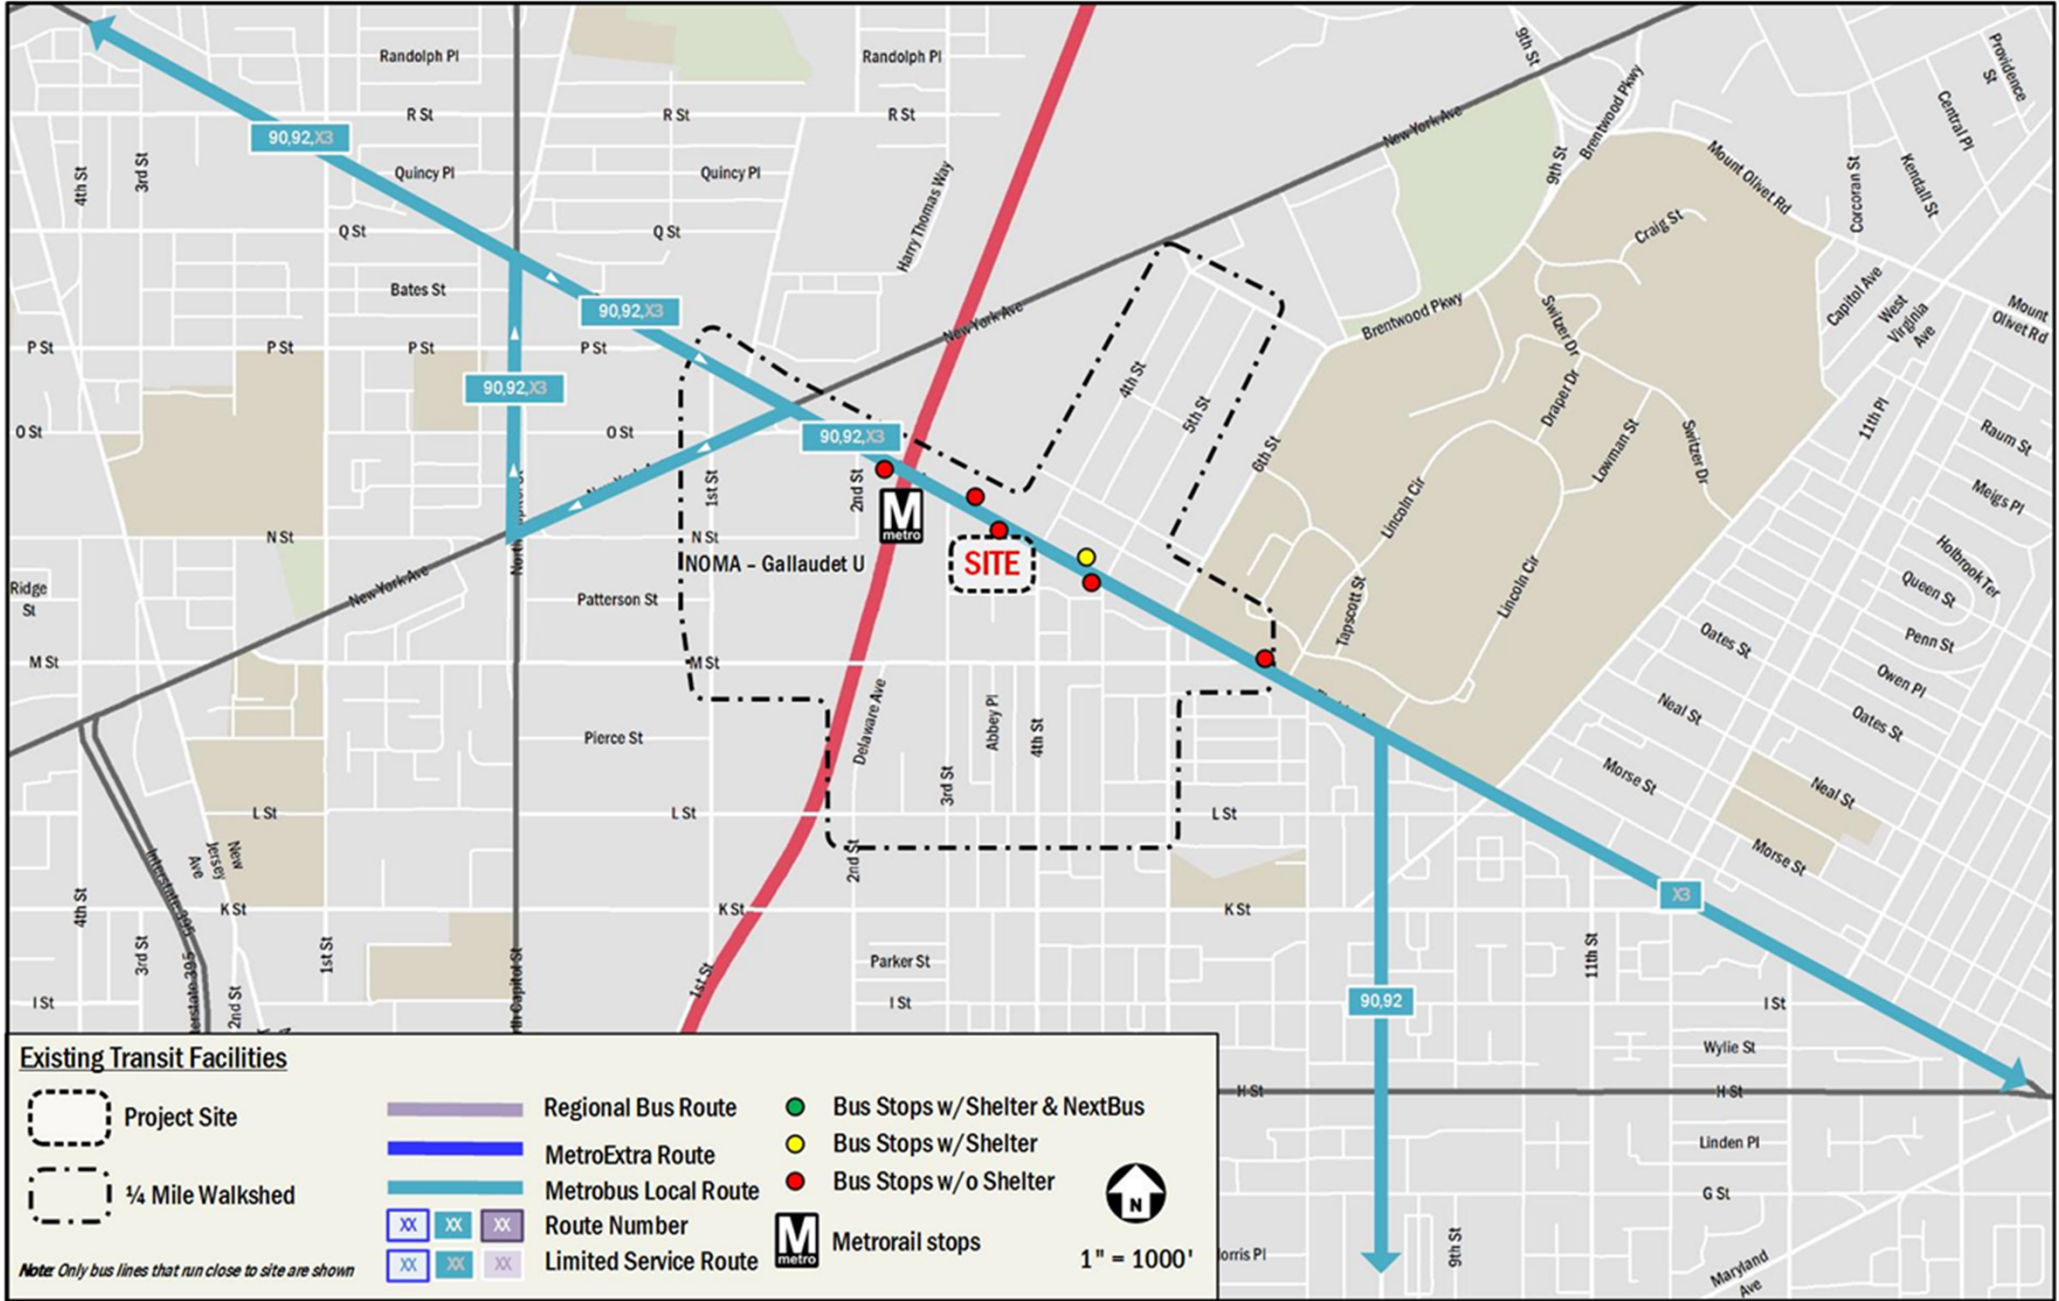 Randolph Pl
Randolph Pl
9th St
Providence
St
R St
R St
R St
New York Ave
Brentwood Pkwy
Central Pl
90,92,X3
4th St
3rd St
Quincy Pl
Quincy Pl
Harry Thomas Way
9th St
Mount Olivet Rd
Corcoran St
Kendall St
Q St
Q St
Craig St
Bates St
90,92,X3
New York Ave
Brentwood Pkwy
Switzer Dr
Capitol Ave
West
Virginia
Ave
Mount
Olivet Rd
P St
P St
P St
P St
90,92,X3
4th St
5th St
6th St
Draper Dr
Lowman St
Switzer Dr
11th Pl
Raum St
O St
O St
90,92,X3
1st St
2nd St
M
metro
Lincoln Cir
Meigs Pl
N St
N St
NOMA – Gallaudet U
SITE
Holbrook Ter
Queen St
Ridge
St
New York Ave
Patterson St
Tapscott St
Lincoln Cir
Penn St
Oates St
M St
M St
Owen Pl
Delaware Ave
Abbey Pl
4th St
Neal St
Oates St
Pierce St
3rd St
Morse St
Neal St
L St
L St
L St
New
Jersey
Ave
Interstate 395
2nd St
Morse St
4th St
K St
K St
K St
X3
3rd St
1st St
1st St
Parker St
11th St
I St
2nd St
I St
90,92
I St
Wylie St
H St
H St
Linden Pl
G St
9th St
Maryland
Ave
Existing Transit Facilities
Project Site
¼ Mile Walkshed
Note: Only bus lines that run close to site are shown
Regional Bus Route
MetroExtra Route
Metrobus Local Route
XX XX XX Route Number
XX XX XX Limited Service Route
Bus Stops w/Shelter & NextBus
Bus Stops w/Shelter
Bus Stops w/o Shelter
M
metro
Metrorail stops
N
1" = 1000'